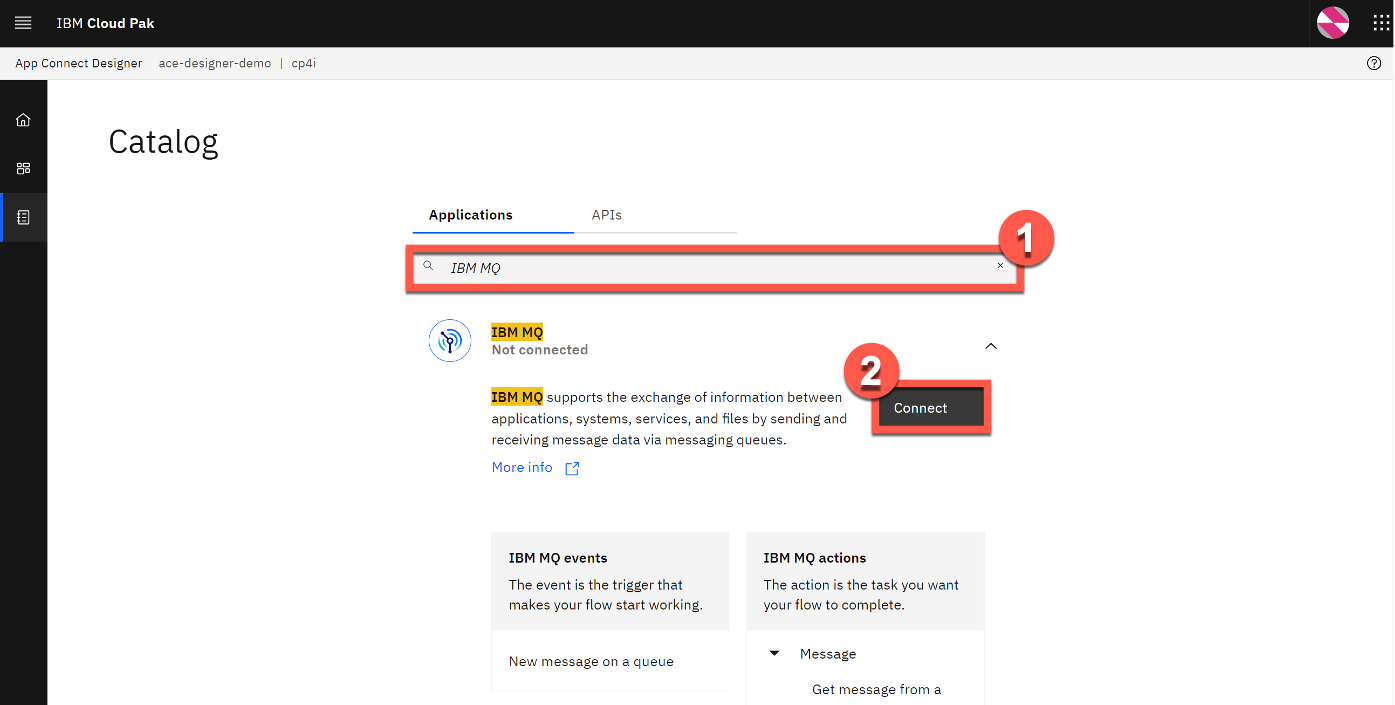 IBM Cloud Pak
App Connect Designer ace-designer-demo | cp4i
Catalog
Applications APIs
1
IBM MQ
IBM MQ
Not connected
2
IBM MQ supports the exchange of information between
applications, systems, services, and files by sending and
receiving message data via messaging queues.
Connect
More info
IBM MQ events
The event is the trigger that
makes your flow start working.
New message on a queue
IBM MQ actions
The action is the task you want
your flow to complete.
Message
Get message from a